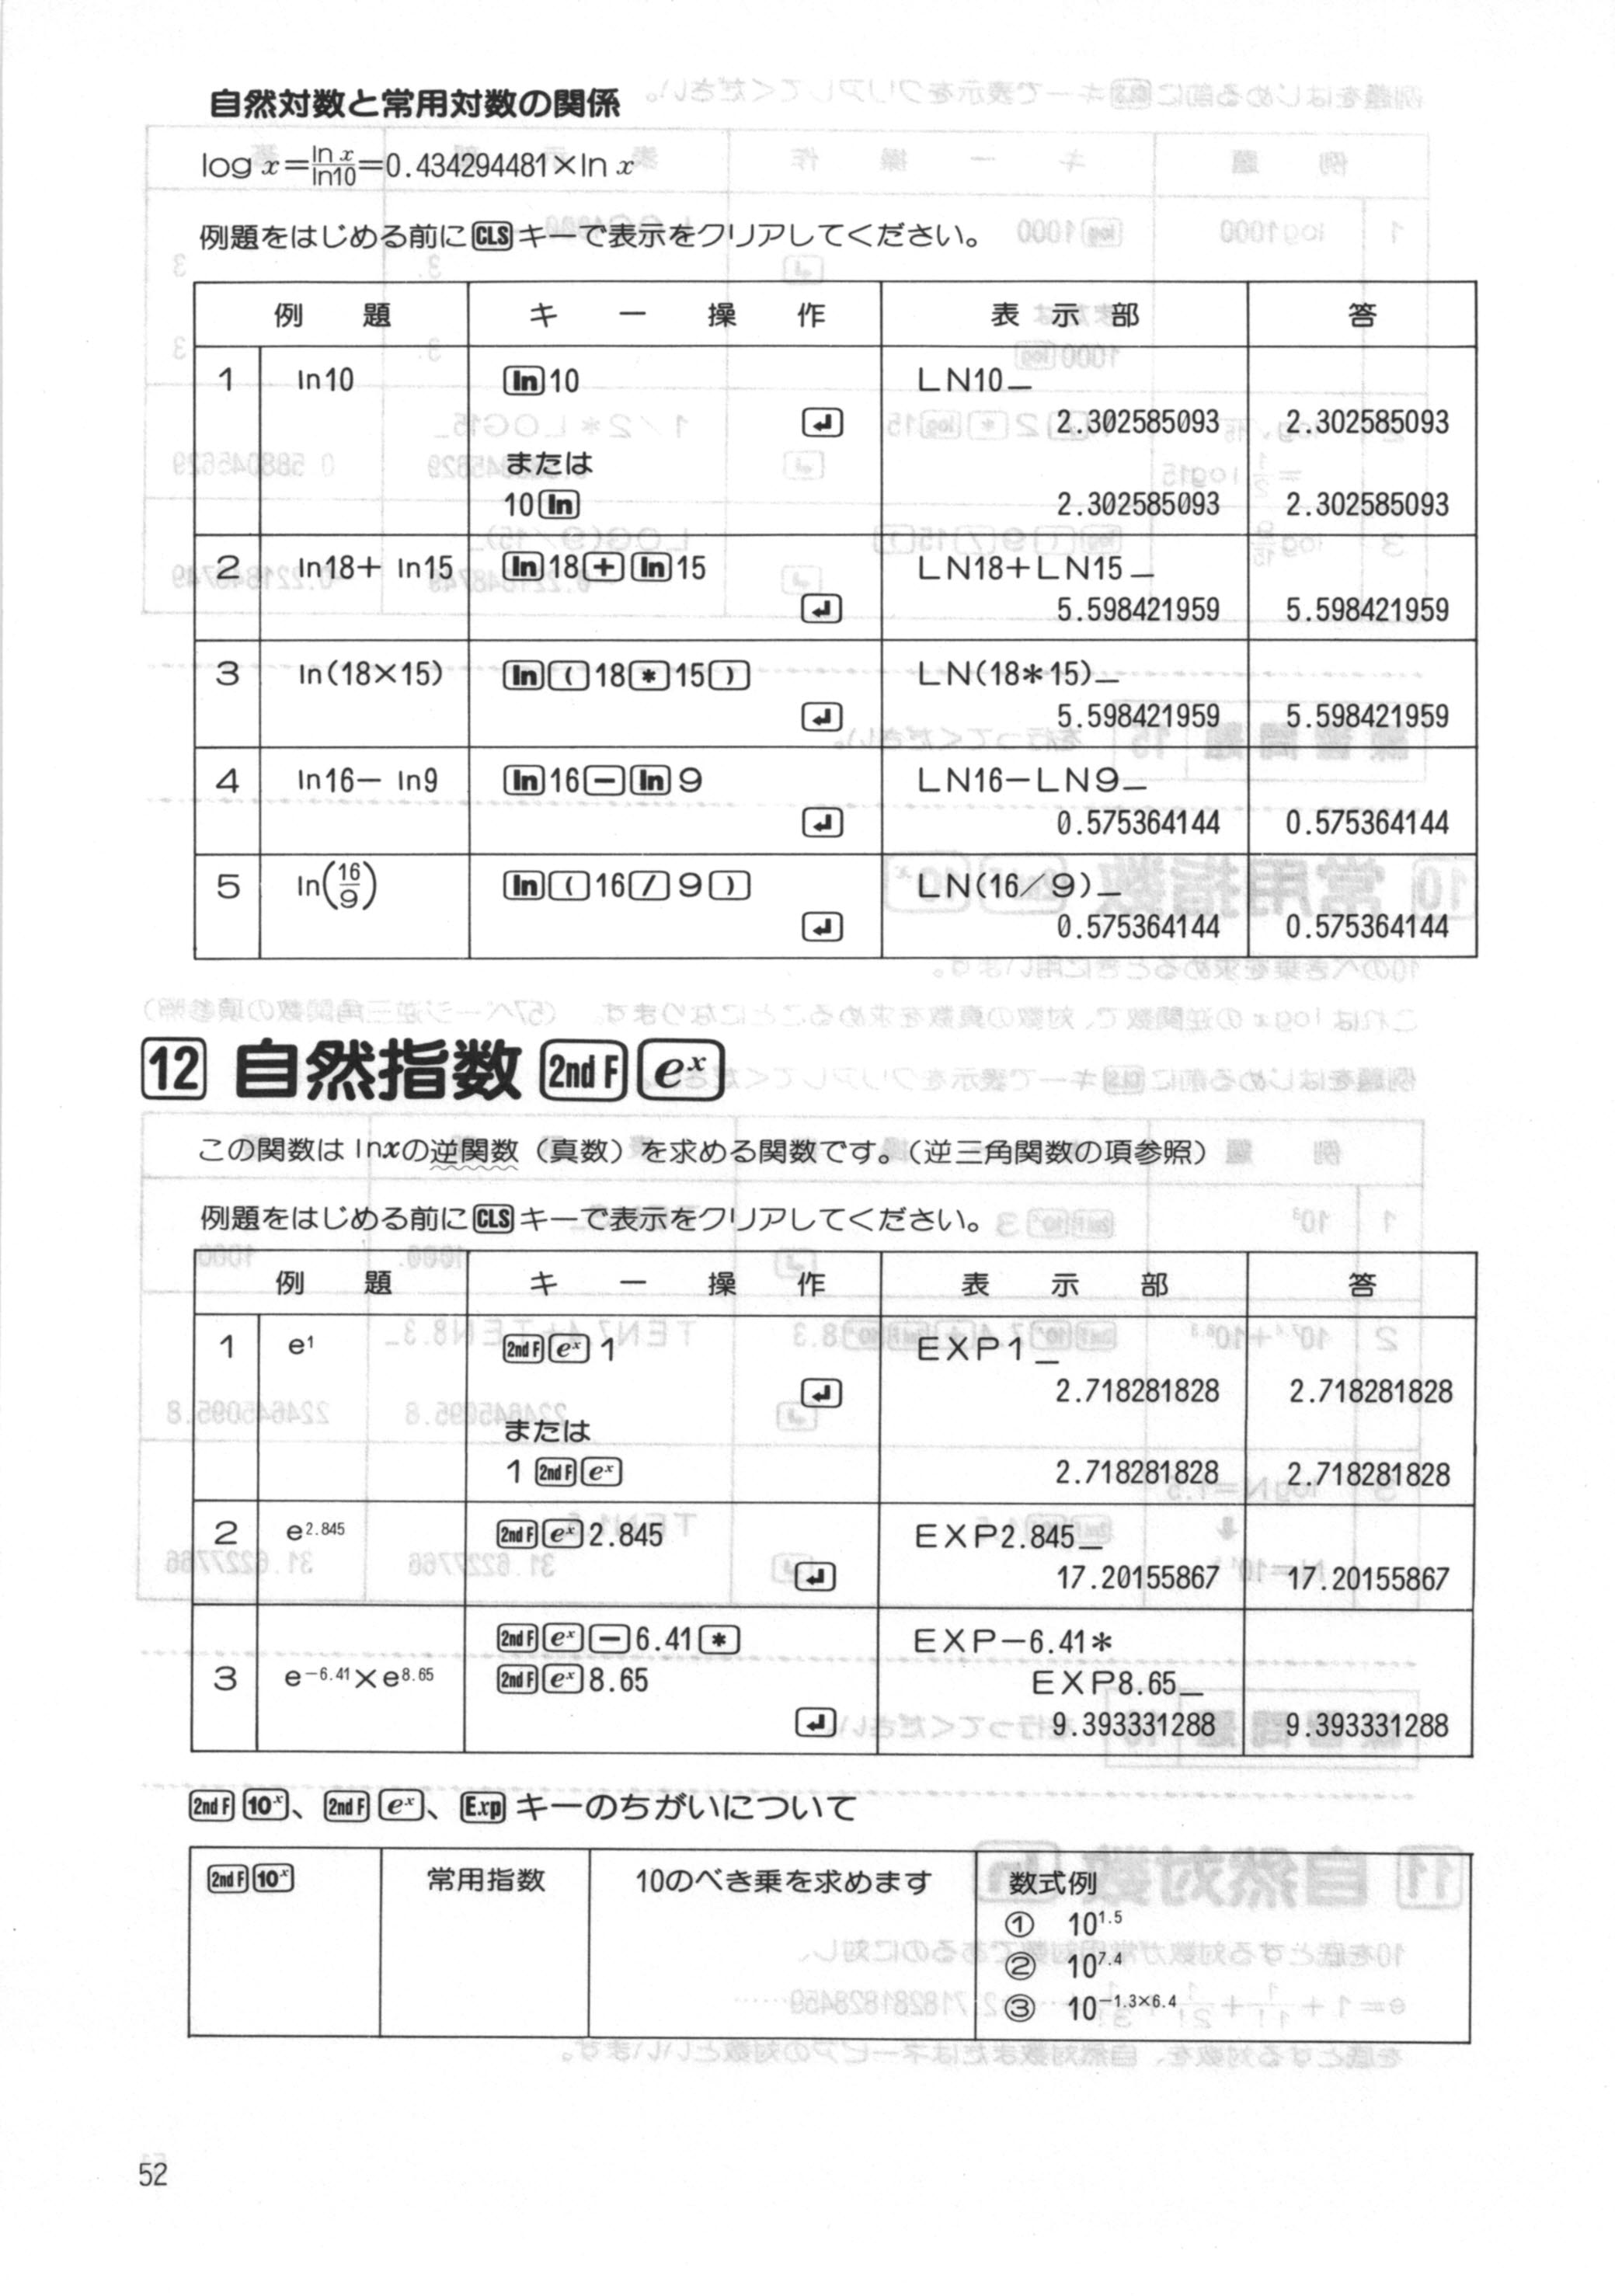 自然対数と常用対数の関係
log x=ln x/ln10=0.434294481×ln x
例題をはじめる前に CLS キーで表示をクリアしてください。
例 題 キ ー 操 作 表 示 部 答
1 ln10 ln 10 LN10_
↵ 2.302585093 2.302585093
または
10 ln 2.302585093 2.302585093
2 ln18+ ln15 ln 18 + ln 15 LN18+LN15_
↵ 5.598421959 5.598421959
3 ln(18×15) ln ( 18 * 15 ) LN(18*15)_
↵ 5.598421959 5.598421959
4 ln16− ln9 ln 16 − ln 9 LN16−LN9_
↵ 0.575364144 0.575364144
5 ln(16/9) ln ( 16 / 9 ) LN(16/9)_
↵ 0.575364144 0.575364144
12 自然指数 2nd F eˣ
この関数は lnxの逆関数（真数）を求める関数です。（逆三角関数の項参照）
例題をはじめる前に CLS キーで表示をクリアしてください。
例 題 キ ー 操 作 表 示 部 答
1 e¹ 2nd F eˣ 1 EXP1_
↵ 2.718281828 2.718281828
または
1 2nd F eˣ 2.718281828 2.718281828
2 e^2.845 2nd F eˣ 2.845 EXP2.845_
↵ 17.20155867 17.20155867
2nd F eˣ − 6.41 * EXP−6.41*
3 e^−6.41×e^8.65 2nd F eˣ 8.65 EXP8.65_
↵ 9.393331288 9.393331288
2nd F 10ˣ、 2nd F eˣ、 Exp キーのちがいについて
2nd F 10ˣ 常用指数 10のべき乗を求めます 数式例
① 10^1.5
② 10^7.4
③ 10^−1.3×6.4
52